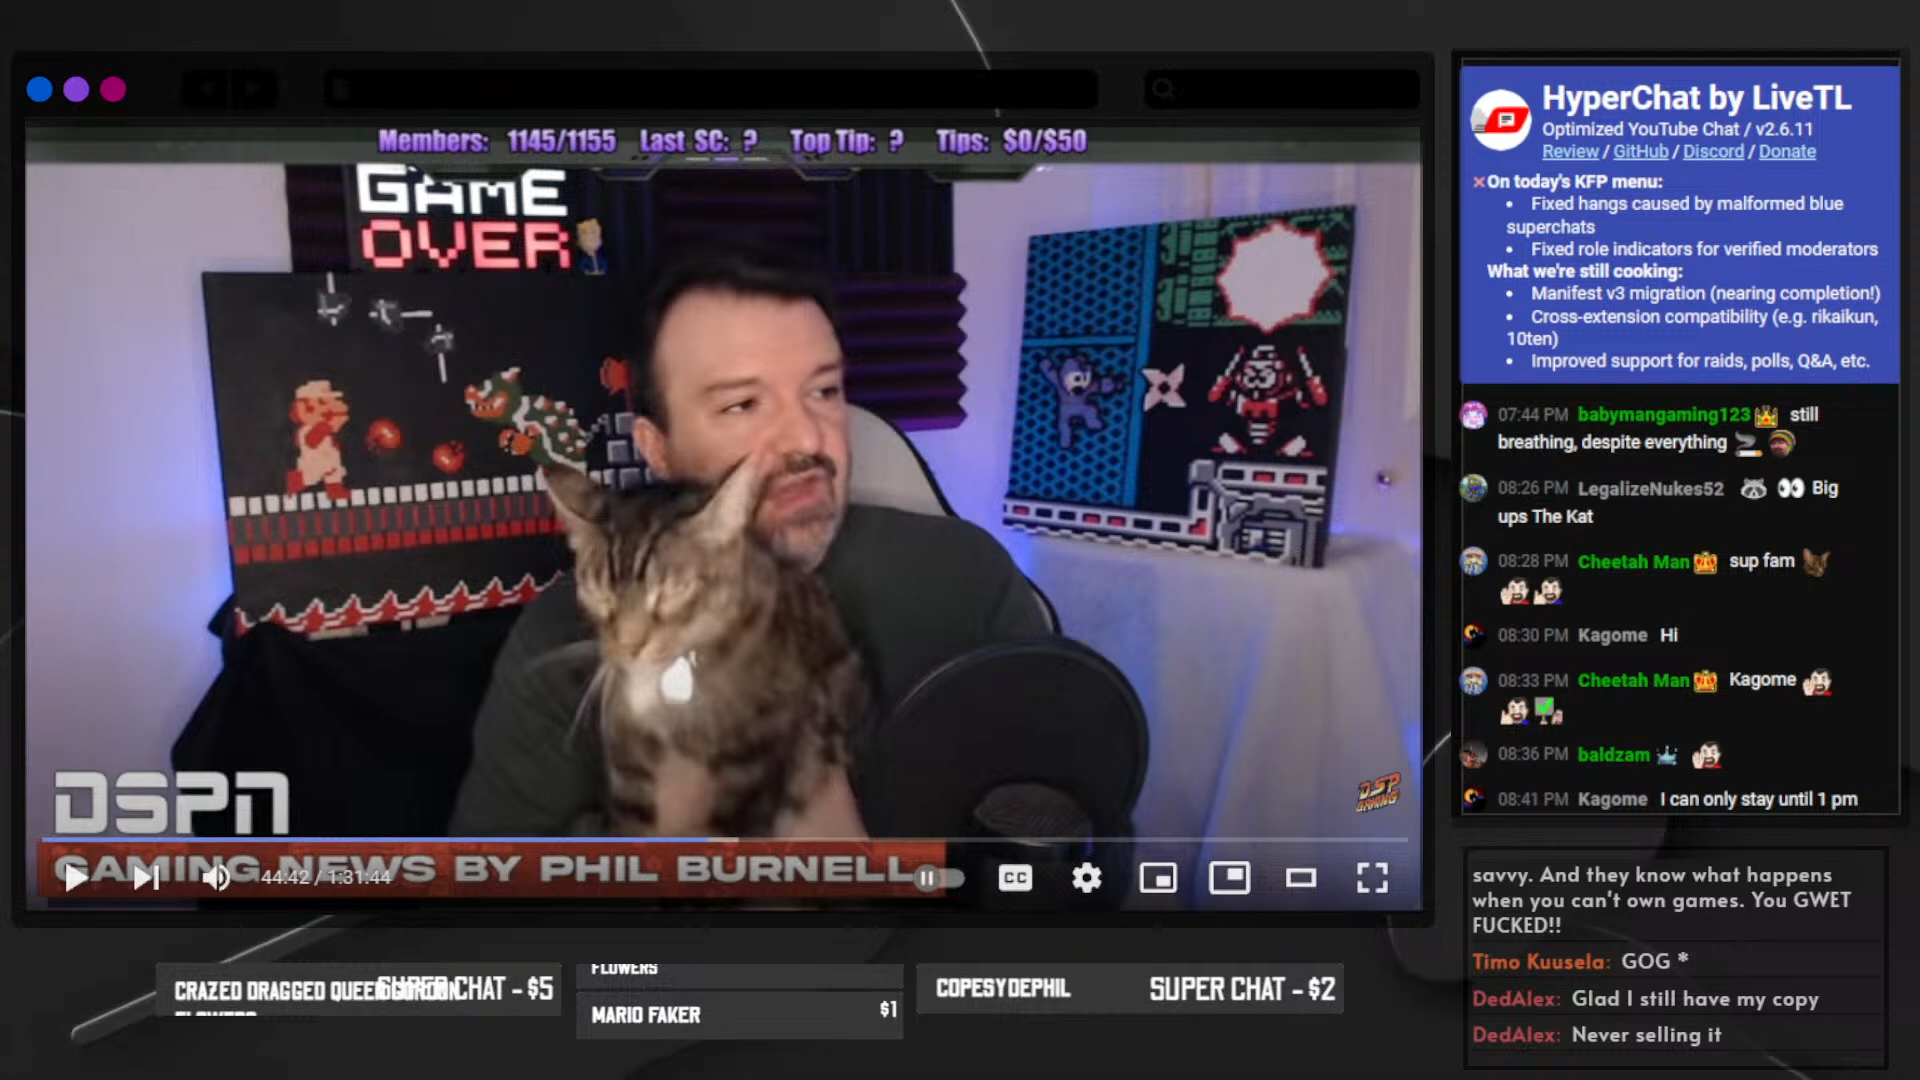 Members: 1145/1155 Last SC: ? Top Tip: ? Tips: $0/$50
GAME
OVER
DSP
GAMING
DSPN
GAMING NEWS BY PHIL BURNELL
44:42 / 1:31:44
CC
HyperChat by LiveTL
Optimized YouTube Chat / v2.6.11
Review / GitHub / Discord / Donate
On today's KFP menu:
• Fixed hangs caused by malformed blue
superchats
• Fixed role indicators for verified moderators
What we're still cooking:
• Manifest v3 migration (nearing completion!)
• Cross-extension compatibility (e.g. rikaikun,
10ten)
• Improved support for raids, polls, Q&A, etc.
07:44 PM babymangaming123 still
breathing, despite everything
08:26 PM LegalizeNukes52 Big
ups The Kat
08:28 PM Cheetah Man sup fam
08:30 PM Kagome Hi
08:33 PM Cheetah Man Kagome
08:36 PM baldzam
08:41 PM Kagome I can only stay until 1 pm
savvy. And they know what happens
when you can't own games. You GWET
FUCKED!!
Timo Kuusela: GOG *
DedAlex: Glad I still have my copy
DedAlex: Never selling it
CRAZED DRAGGED QUEEN SUPER CHAT - $5
FLOWERS
MARIO FAKER $1
COPESYDEPHIL SUPER CHAT - $2